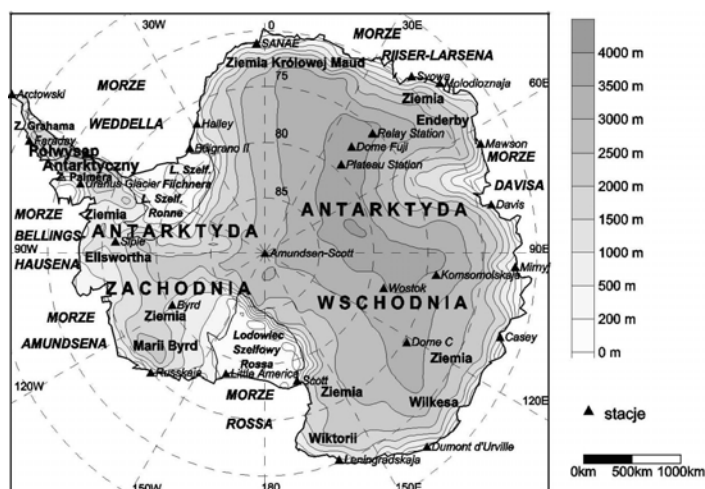 30W
0
30E
SANAE
MORZE
RIISER-LARSENA
Ziemia Królowej Maud
75
Syowa
Molodioznaja
60E
MORZE
Arctowski
WEDDELLA
Halley
Ziemia
Enderby
Z. Grahama
Faraday
Półwysep
Antarktyczny
Belgrano II
80
Relay Station
Dome Fuji
Plateau Station
Mawson
MORZE
DAVISA
Z. Palmera
Uranus Glacier
L. Szelf.
Filchnera
L. Szelf.
Ronne
85
Davis
MORZE
BELLINGS-
HAUSENA
Ziemia
ANTARKTYDA
ANTARKTYDA
Siple
90W
Ellswortha
Amundsen-Scott
90E
Mirnyj
Komsomolskaja
ZACHODNIA
Wostok
WSCHODNIA
Byrd
MORZE
AMUNDSENA
Ziemia
Marii Byrd
Lodowiec
Szelfowy
Rossa
Dome C
Ziemia
Casey
Russkaja
Little America
Scott
Ziemia
Wilkesa
120W
MORZE
ROSSA
120E
Wiktorii
Dumont d'Urville
Leningradskaja
150W
180
150E
4000 m
3500 m
3000 m
2500 m
2000 m
1500 m
1000 m
500 m
200 m
0 m
stacje
0km 500km 1000km